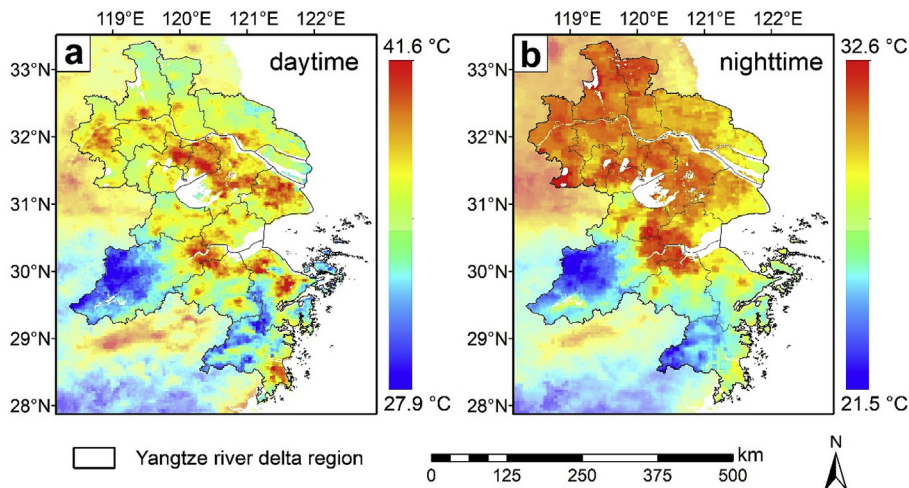 119°E 120°E 121°E 122°E
119°E 120°E 121°E 122°E
a daytime
41.6 °C
b nighttime
32.6 °C
33°N
32°N
31°N
30°N
29°N
28°N
27.9 °C
33°N
32°N
31°N
30°N
29°N
28°N
21.5 °C
Yangtze river delta region
km
0 125 250 375 500
N